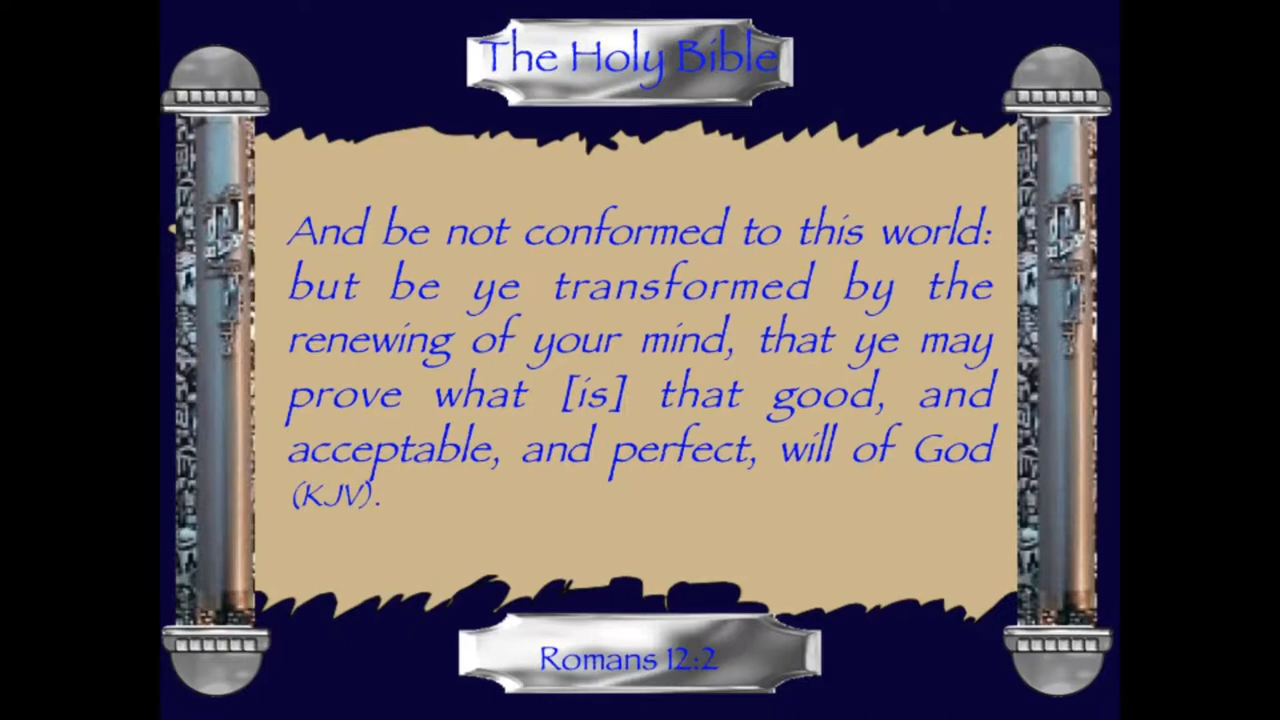 The Holy Bible
And be not conformed to this world:
but be ye transformed by the
renewing of your mind, that ye may
prove what [is] that good, and
acceptable, and perfect, will of God
(KJV).
Romans 12:2